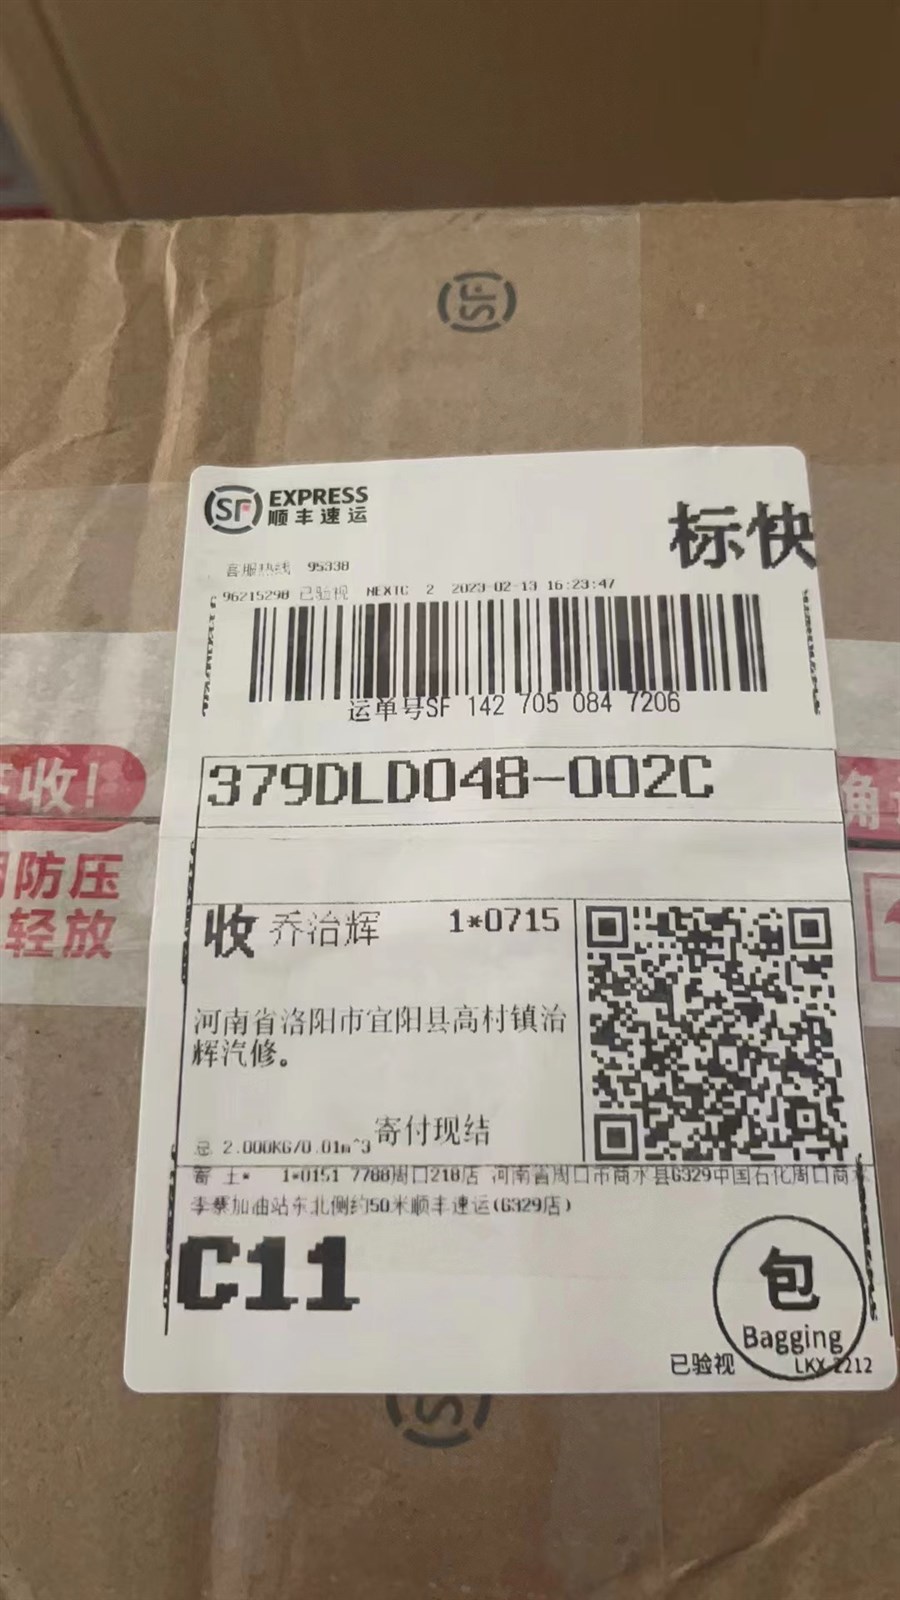 SF
SF EXPRESS
顺丰速运
标快
客服热线 95338
96215298 已验视 NEXTC 2 2023-02-13 16:23:47
运单号SF 142 705 084 7206
379DLD048-002C
收!
防压
轻放
收 乔治辉 1*0715
河南省洛阳市宜阳县高村镇治
辉汽修。
寄付现结
总 2.000KG/0.01m^3
寄 土* 1*0151 7788周口218店 河南省周口市商水县G329中国石化周口商水
李寨加油站东北侧约50米顺丰速运(G329店)
C11
包
Bagging
已验视 LKX-2212
SF